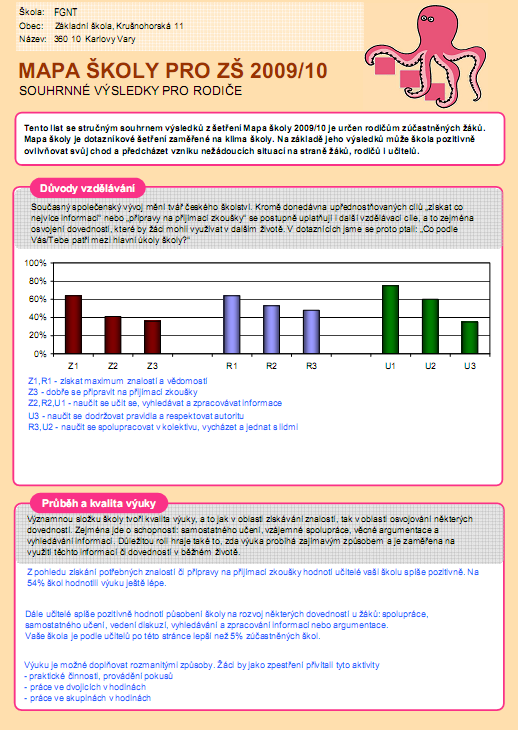 Škola: FGNT
Obec: Základní škola, Krušnohorská 11
Název: 360 10 Karlovy Vary
MAPA ŠKOLY PRO ZŠ 2009/10
SOUHRNNÉ VÝSLEDKY PRO RODIČE
Tento list se stručným souhrnem výsledků z šetření Mapa školy 2009/10 je určen rodičům zúčastněných žáků.
Mapa školy je dotazníkové šetření zaměřené na klima školy. Na základě jeho výsledků může škola pozitivně
ovlivňovat svůj chod a předcházet vzniku nežádoucích situací na straně žáků, rodičů i učitelů.
Důvody vzdělávání
Současný společenský vývoj mění tvář českého školství. Kromě donedávna upřednostňovaných cílů „získat co
nejvíce informací“ nebo „přípravy na přijímací zkoušky“ se postupně uplatňují i další vzdělávací cíle, a to zejména
osvojení dovedností, které by žáci mohli využívat v dalším životě. V dotaznících jsme se proto ptali: „Co podle
Vás/Tebe patří mezi hlavní úkoly školy?“
100%
80%
60%
40%
20%
0%
Z1 Z2 Z3 R1 R2 R3 U1 U2 U3
Z1,R1 - získat maximum znalostí a vědomostí
Z3 - dobře se připravit na přijímací zkoušky
Z2,R2,U1 - naučit se učit se, vyhledávat a zpracovávat informace
U3 - naučit se dodržovat pravidla a respektovat autoritu
R3,U2 - naučit se spolupracovat v kolektivu, vycházet a jednat s lidmi
Průběh a kvalita výuky
Významnou složku školy tvoří kvalita výuky, a to jak v oblasti získávání znalostí, tak v oblasti osvojování některých
dovedností. Zejména jde o schopnosti: samostatného učení, vzájemné spolupráce, věcné argumentace a
vyhledávání informací. Důležitou roli hraje také to, zda výuka probíhá zajímavým způsobem a je zaměřena na
využití těchto informací či dovedností v běžném životě.
Z pohledu získání potřebných znalostí či přípravy na přijímací zkoušky hodnotí učitelé vaší školu spíše pozitivně. Na
54% škol hodnotili výuku ještě lépe.
Dále učitelé spíše pozitivně hodnotí působení školy na rozvoj některých dovedností u žáků: spolupráce,
samostatného učení, vedení diskuzí, vyhledávání a zpracování informací nebo argumentace.
Vaše škola je podle učitelů po této stránce lepší než 5% zúčastněných škol.
Výuku je možné doplňovat rozmanitými způsoby. Žáci by jako zpestření přivítali tyto aktivity
- praktické činnosti, provádění pokusů
- práce ve dvojicích v hodinách
- práce ve skupinách v hodinách